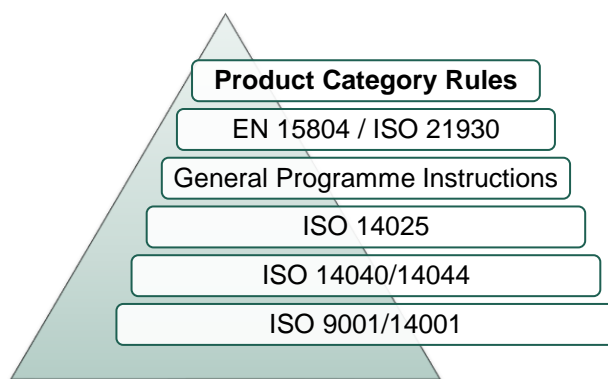 Product Category Rules
EN 15804 / ISO 21930
General Programme Instructions
ISO 14025
ISO 14040/14044
ISO 9001/14001